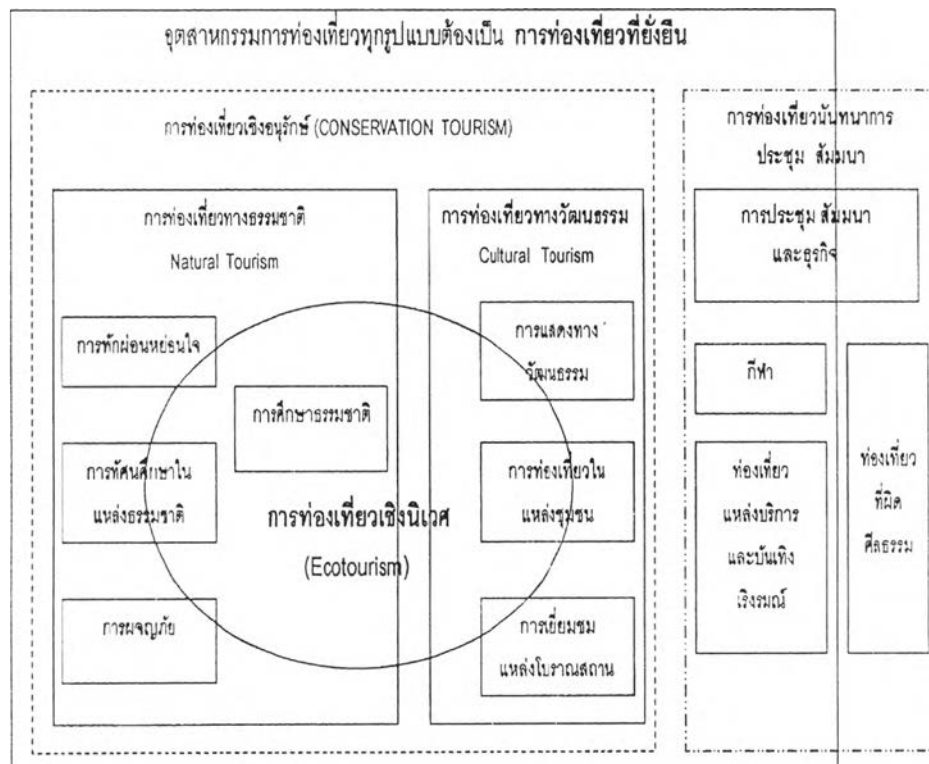 อุตสาหกรรมการท่องเที่ยวทุกรูปแบบต้องเป็น การท่องเที่ยวที่ยั่งยืน
การท่องเที่ยวเชิงอนุรักษ์ (CONSERVATION TOURISM)
การท่องเที่ยวทางธรรมชาติ
Natural Tourism
การทักผ่อนหย่อนใจ
การศึกษาธรรมชาติ
การทัศนศึกษาใน
แหล่งธรรมชาติ
การผจญภัย
การท่องเที่ยวเชิงนิเวศ
(Ecotourism)
การท่องเที่ยวทางวัฒนธรรม
Cultural Tourism
การแสดงทาง
วัฒนธรรม
การท่องเที่ยวใน
แหล่งชุมชน
การเยี่ยมชม
แหล่งโบราณสถาน
การท่องเที่ยวนันทนาการ
ประชุม สัมมนา
การประชุม สัมมนา
และธุรกิจ
กีฬา
ท่องเที่ยว
แหล่งบริการ
และบันเทิง
เริงรมณ์
ท่องเที่ยว
ที่ผิด
ศีลธรรม